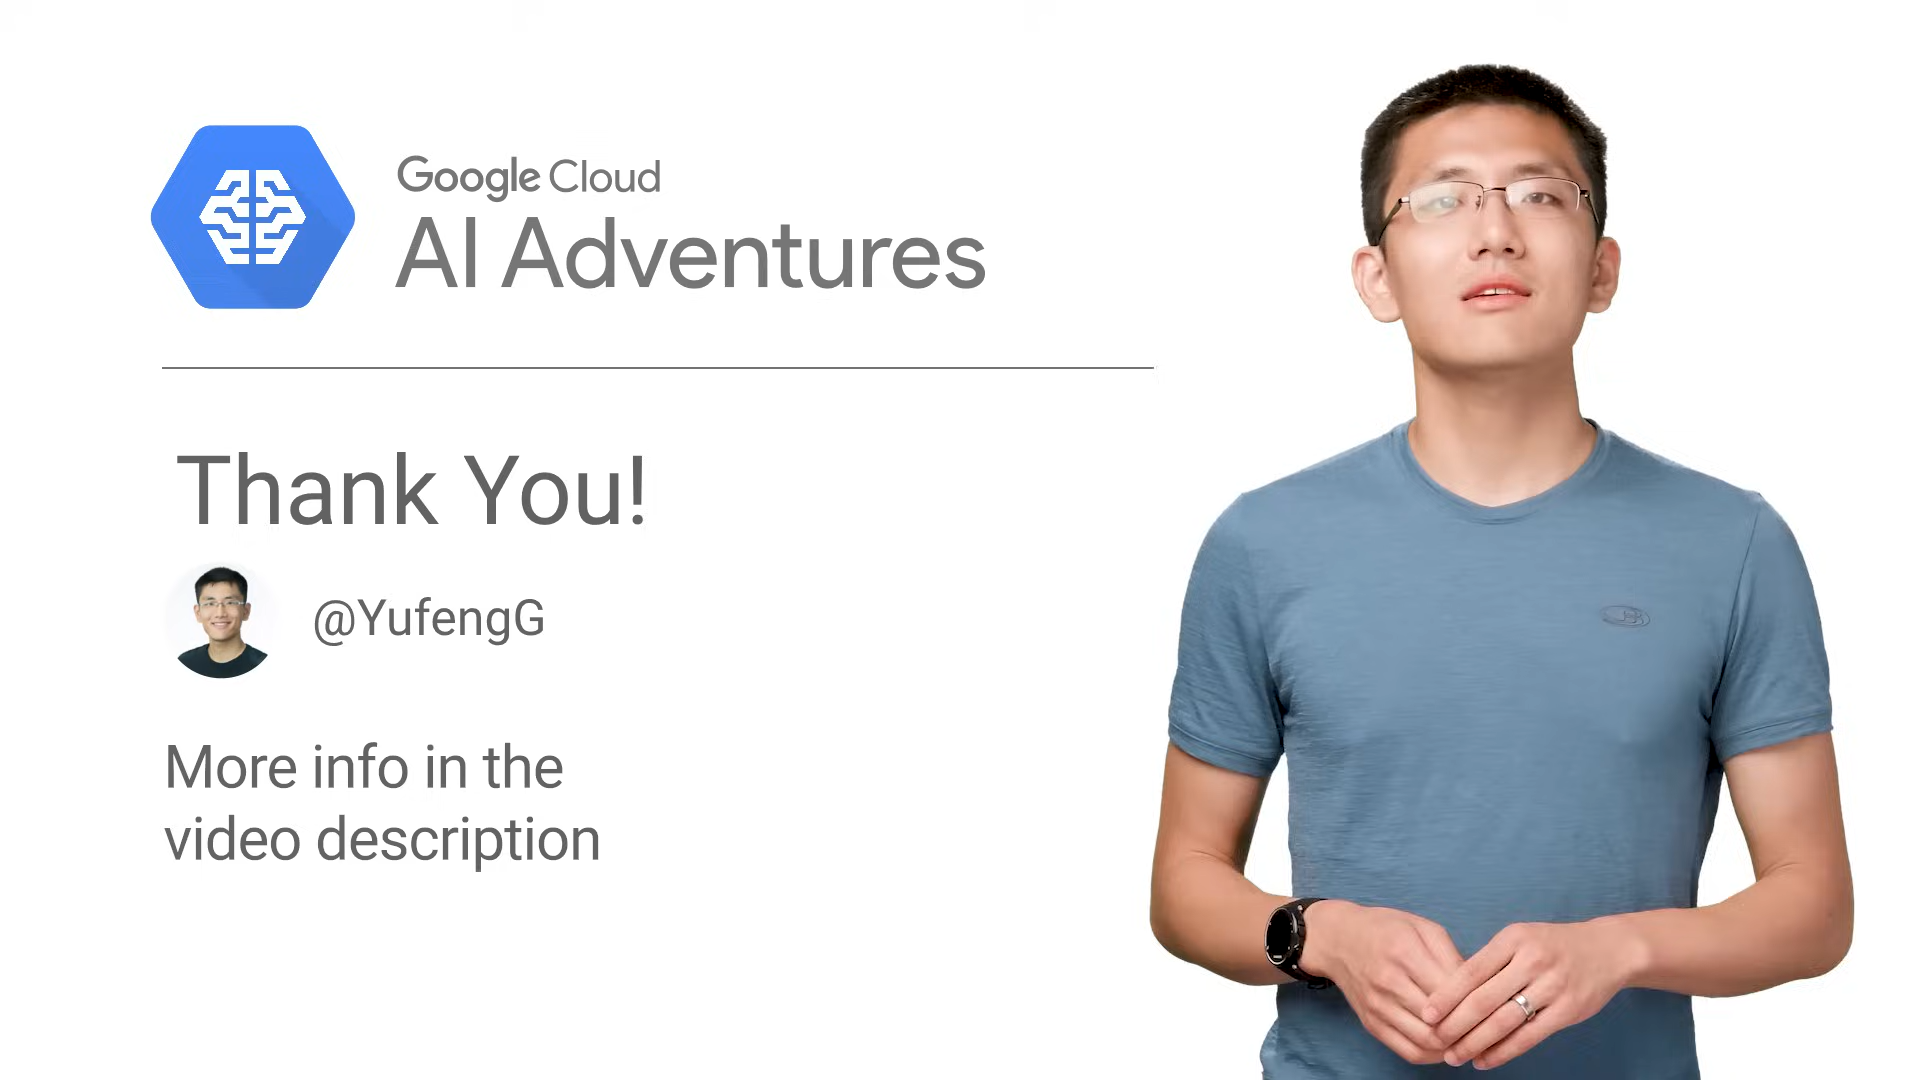 Google Cloud
AI Adventures
Thank You!
@YufengG
More info in the
video description